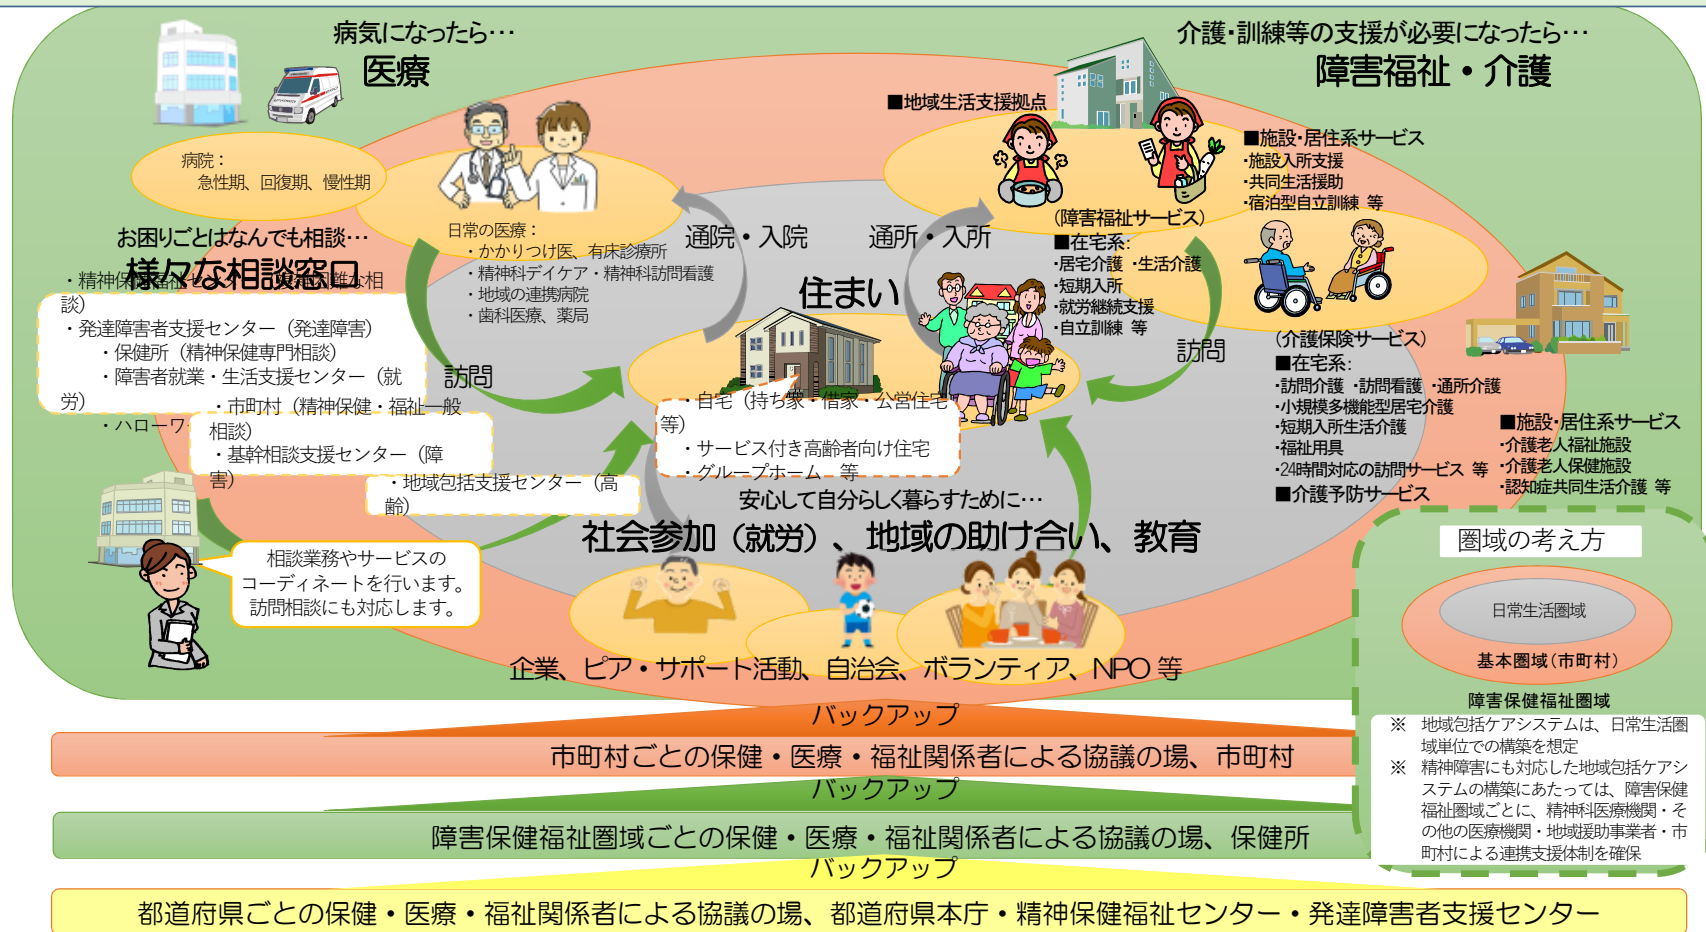 病気になったら…
医療
介護・訓練等の支援が必要になったら…
障害福祉・介護
病院：
急性期、回復期、慢性期
日常の医療：
・かかりつけ医、有床診療所
・精神科デイケア・精神科訪問看護
・地域の連携病院
・歯科医療、薬局
お困りごとはなんでも相談…
様々な相談窓口
・精神保健福祉センター（複雑困難な相
談）
・発達障害者支援センター（発達障害）
・保健所（精神保健専門相談）
・障害者就業・生活支援センター（就
労）
・ハローワ
・市町村（精神保健・福祉一般
相談）
・基幹相談支援センター（障
害）
・地域包括支援センター（高
齢）
相談業務やサービスの
コーディネートを行います。
訪問相談にも対応します。
訪問
通院・入院
通所・入所
住まい
・自宅（持ち家・借家・公営住宅
等）
・サービス付き高齢者向け住宅
・グループホーム　等
■地域生活支援拠点
■施設・居住系サービス
・施設入所支援
・共同生活援助
・宿泊型自立訓練 等
（障害福祉サービス）
■在宅系：
・居宅介護 ・生活介護
・短期入所
・就労継続支援
・自立訓練 等
訪問
（介護保険サービス）
■在宅系：
・訪問介護 ・訪問看護 ・通所介護
・小規模多機能型居宅介護
・短期入所生活介護
・福祉用具
・24時間対応の訪問サービス 等
■介護予防サービス
■施設・居住系サービス
・介護老人福祉施設
・介護老人保健施設
・認知症共同生活介護 等
安心して自分らしく暮らすために…
社会参加（就労）、地域の助け合い、教育
企業、ピア・サポート活動、自治会、ボランティア、NPO 等
圏域の考え方
日常生活圏域
基本圏域（市町村）
障害保健福祉圏域
※　地域包括ケアシステムは、日常生活圏
域単位での構築を想定
※　精神障害にも対応した地域包括ケアシ
ステムの構築にあたっては、障害保健
福祉圏域ごとに、精神科医療機関・そ
の他の医療機関・地域援助事業者・市
町村による連携支援体制を確保
バックアップ
市町村ごとの保健・医療・福祉関係者による協議の場、市町村
バックアップ
障害保健福祉圏域ごとの保健・医療・福祉関係者による協議の場、保健所
バックアップ
都道府県ごとの保健・医療・福祉関係者による協議の場、都道府県本庁・精神保健福祉センター・発達障害者支援センター